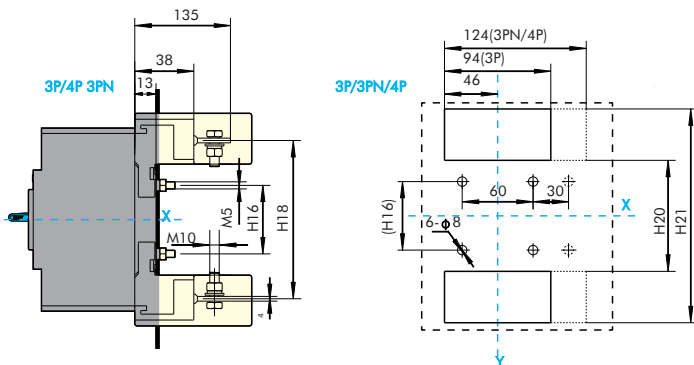 135
38
13
3P/4P 3PN
X
M5
H16
H18
M10
4
3P/3PN/4P
124(3PN/4P)
94(3P)
46
60
30
X
(H16)
6-ϕ8
H20
H21
Y